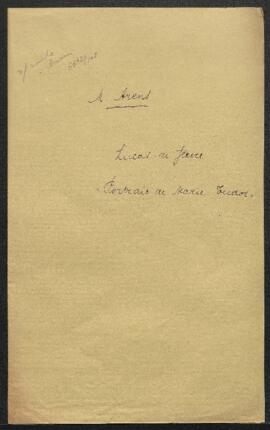 A Arens
Lucas de Heere
"Portrait de Marie Tudor"